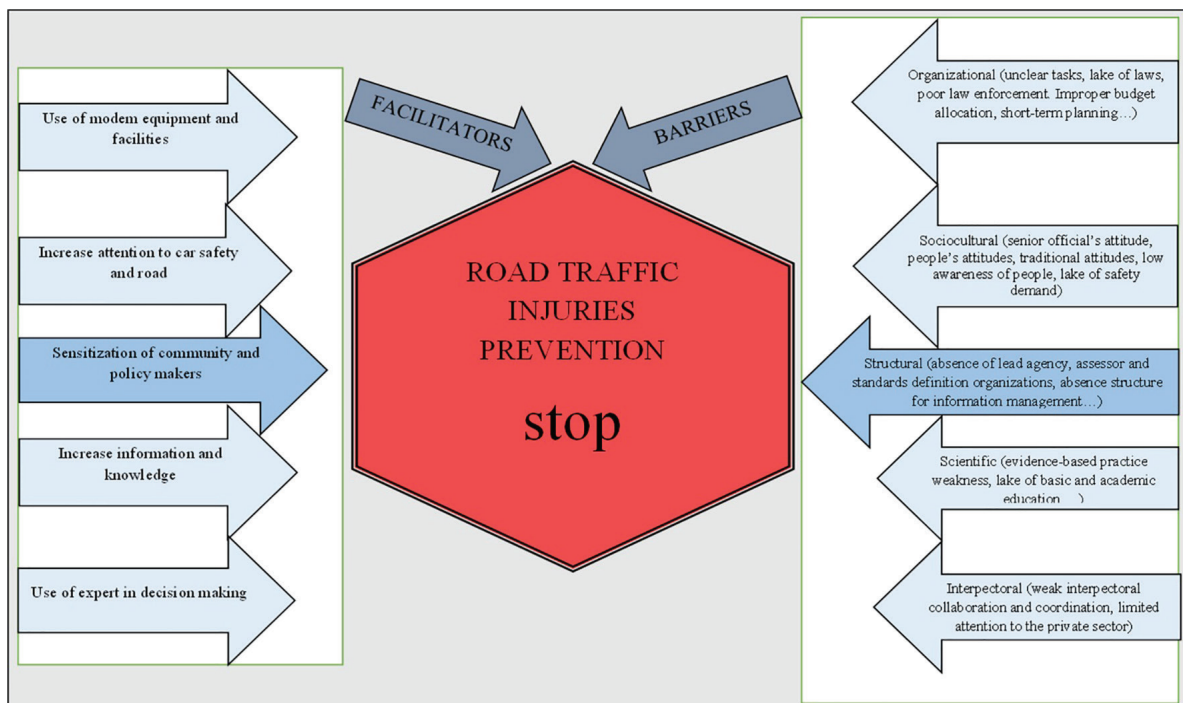 Use of modem equipment and
facilities
Increase attention to car safety
and road
Sensitization of community and
policy makers
Increase information and
knowledge
Use of expert in decision making
FACILITATORS
BARRIERS
ROAD TRAFFIC
INJURIES
PREVENTION
stop
Organizational (unclear tasks, lake of laws,
poor law enforcement. Improper budget
allocation, short-term planning…)
Sociocultural (senior official's attitude,
people's attitudes, traditional attitudes, low
awareness of people, lake of safety
demand)
Structural (absence of lead agency, assessor and
standards definition organizations, absence structure
for information management…)
Scientific (evidence-based practice
weakness, lake of basic and academic
education…)
Interpectoral (weak interpectoral
collaboration and coordination, limited
attention to the private sector)